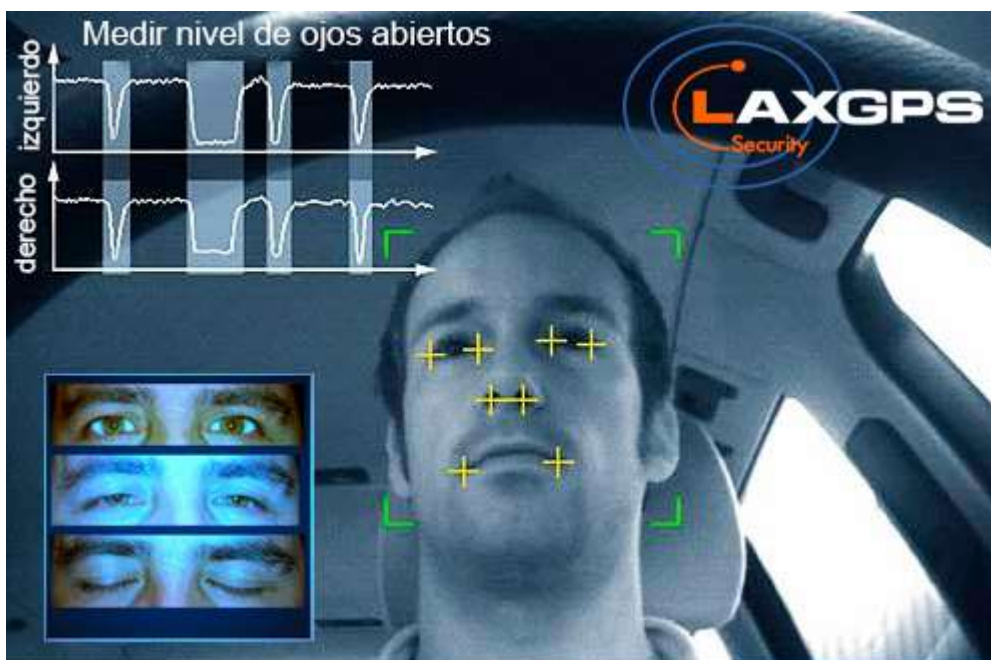 Medir nivel de ojos abiertos
izquierdo
derecho
LAXGPS
Security